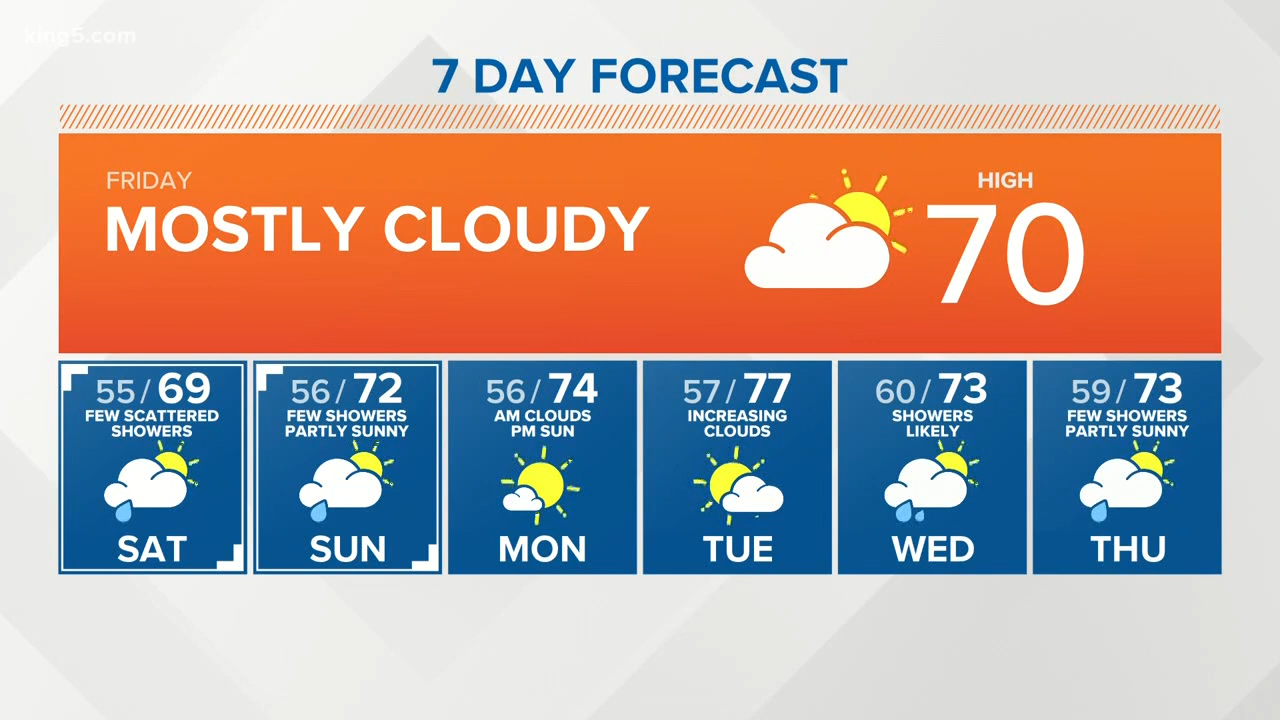 king5.com
7 DAY FORECAST
FRIDAY
MOSTLY CLOUDY
HIGH
70
55 / 69
FEW SCATTERED
SHOWERS
SAT
56 / 72
FEW SHOWERS
PARTLY SUNNY
SUN
56 / 74
AM CLOUDS
PM SUN
MON
57 / 77
INCREASING
CLOUDS
TUE
60 / 73
SHOWERS
LIKELY
WED
59 / 73
FEW SHOWERS
PARTLY SUNNY
THU